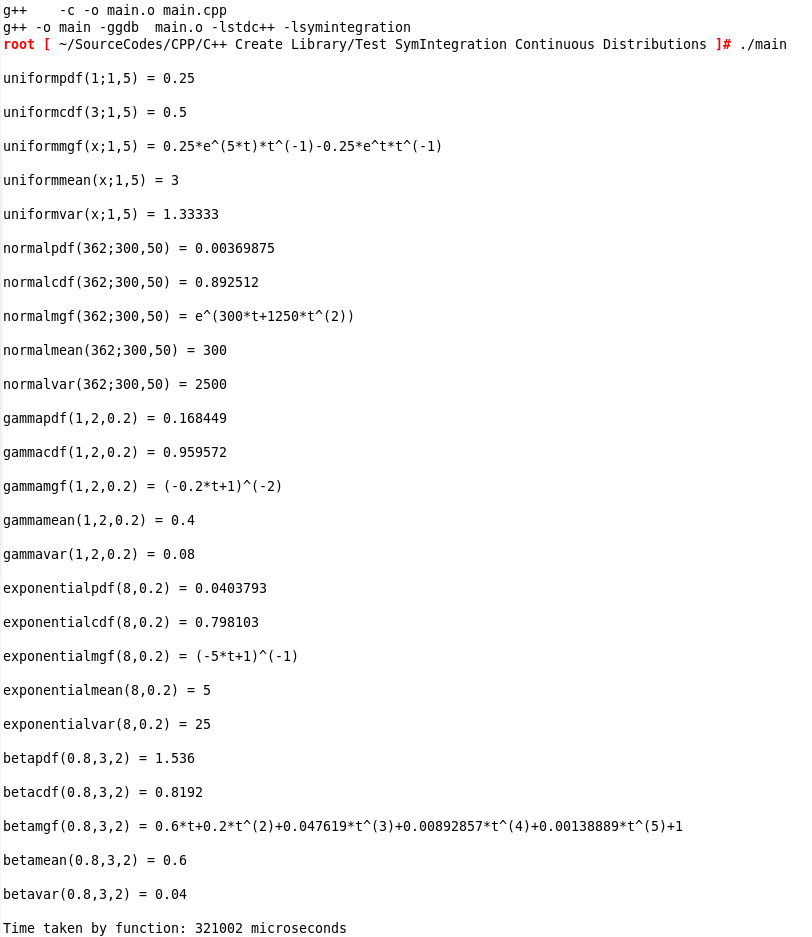 g++    -c -o main.o main.cpp
g++ -o main -ggdb  main.o -lstdc++ -lsymintegration
root [ ~/SourceCodes/CPP/C++ Create Library/Test SymIntegration Continuous Distributions ]# ./main
uniformpdf(1;1,5) = 0.25
uniformcdf(3;1,5) = 0.5
uniformmgf(x;1,5) = 0.25*e^(5*t)*t^(-1)-0.25*e^t*t^(-1)
uniformmean(x;1,5) = 3
uniformvar(x;1,5) = 1.33333
normalpdf(362;300,50) = 0.00369875
normalcdf(362;300,50) = 0.892512
normalmgf(362;300,50) = e^(300*t+1250*t^(2))
normalmean(362;300,50) = 300
normalvar(362;300,50) = 2500
gammapdf(1,2,0.2) = 0.168449
gammacdf(1,2,0.2) = 0.959572
gammamgf(1,2,0.2) = (-0.2*t+1)^(-2)
gammamean(1,2,0.2) = 0.4
gammavar(1,2,0.2) = 0.08
exponentialpdf(8,0.2) = 0.0403793
exponentialcdf(8,0.2) = 0.798103
exponentialmgf(8,0.2) = (-5*t+1)^(-1)
exponentialmean(8,0.2) = 5
exponentialvar(8,0.2) = 25
betapdf(0.8,3,2) = 1.536
betacdf(0.8,3,2) = 0.8192
betamgf(0.8,3,2) = 0.6*t+0.2*t^(2)+0.047619*t^(3)+0.00892857*t^(4)+0.00138889*t^(5)+1
betamean(0.8,3,2) = 0.6
betavar(0.8,3,2) = 0.04
Time taken by function: 321002 microseconds